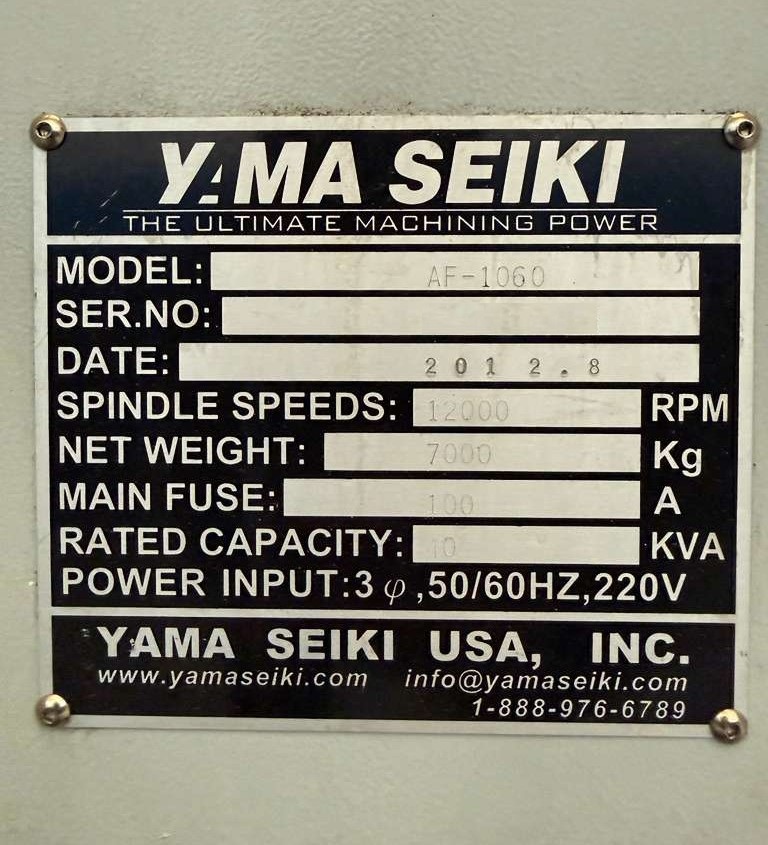 YAMA SEIKI
THE ULTIMATE MACHINING POWER
MODEL: AF-1060
SER.NO:
DATE: 2012.8
SPINDLE SPEEDS: 12000 RPM
NET WEIGHT: 7000 Kg
MAIN FUSE: 100 A
RATED CAPACITY: KVA
POWER INPUT:3 φ,50/60HZ,220V
YAMA SEIKI USA, INC.
www.yamaseiki.com info@yamaseiki.com
1-888-976-6789